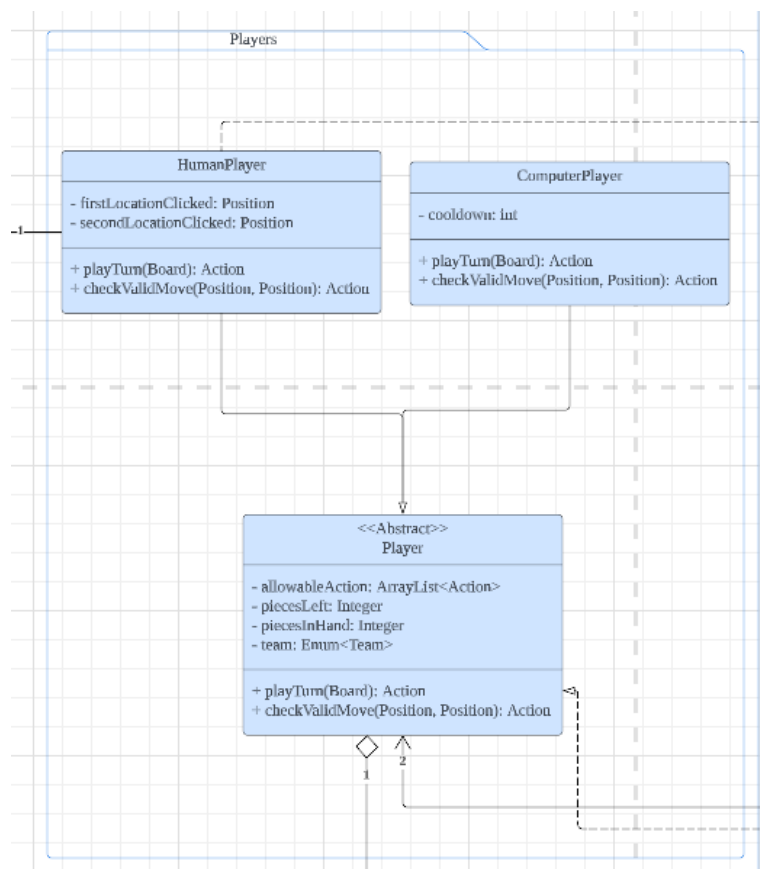 Players
HumanPlayer
- firstLocationClicked: Position
- secondLocationClicked: Position
+ playTurn(Board): Action
+ checkValidMove(Position, Position): Action
1
ComputerPlayer
- cooldown: int
+ playTurn(Board): Action
+ checkValidMove(Position, Position): Action
<<Abstract>>
Player
- allowableAction: ArrayList<Action>
- piecesLeft: Integer
- piecesInHand: Integer
- team: Enum<Team>
+ playTurn(Board): Action
+ checkValidMove(Position, Position): Action
1
2